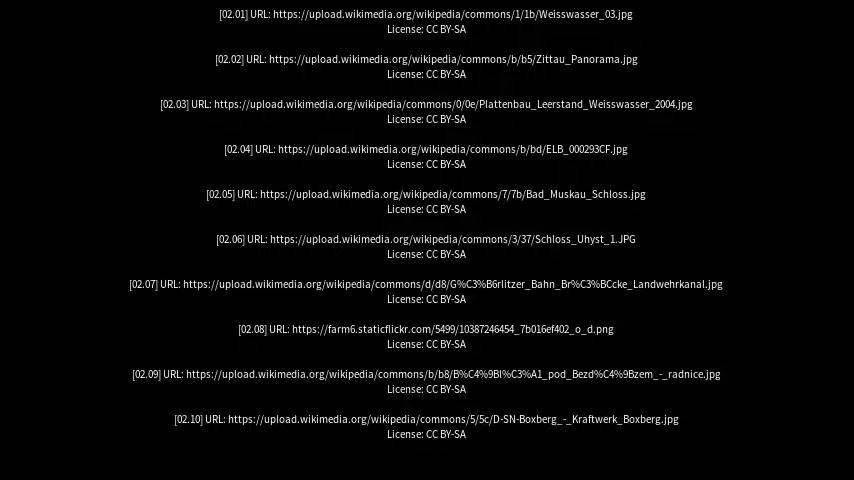 [02.01] URL: https://upload.wikimedia.org/wikipedia/commons/1/1b/Weisswasser_03.jpg
License: CC BY-SA
[02.02] URL: https://upload.wikimedia.org/wikipedia/commons/b/b5/Zittau_Panorama.jpg
License: CC BY-SA
[02.03] URL: https://upload.wikimedia.org/wikipedia/commons/0/0e/Plattenbau_Leerstand_Weisswasser_2004.jpg
License: CC BY-SA
[02.04] URL: https://upload.wikimedia.org/wikipedia/commons/b/bd/ELB_000293CF.jpg
License: CC BY-SA
[02.05] URL: https://upload.wikimedia.org/wikipedia/commons/7/7b/Bad_Muskau_Schloss.jpg
License: CC BY-SA
[02.06] URL: https://upload.wikimedia.org/wikipedia/commons/3/37/Schloss_Uhyst_1.JPG
License: CC BY-SA
[02.07] URL: https://upload.wikimedia.org/wikipedia/commons/d/d8/G%C3%B6rlitzer_Bahn_Br%C3%BCcke_Landwehrkanal.jpg
License: CC BY-SA
[02.08] URL: https://farm6.staticflickr.com/5499/10387246454_7b016ef402_o_d.png
License: CC BY-SA
[02.09] URL: https://upload.wikimedia.org/wikipedia/commons/b/b8/B%C4%9Bl%C3%A1_pod_Bezd%C4%9Bzem_-_radnice.jpg
License: CC BY-SA
[02.10] URL: https://upload.wikimedia.org/wikipedia/commons/5/5c/D-SN-Boxberg_-_Kraftwerk_Boxberg.jpg
License: CC BY-SA